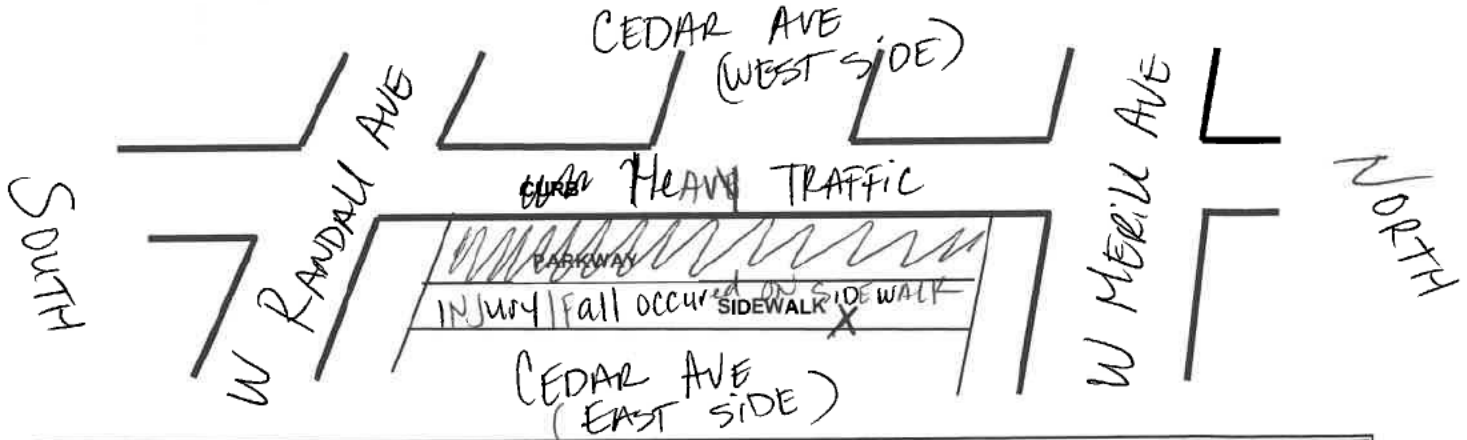 CEDAR AVE
(WEST SIDE)
SOUTH
W RANDALL AVE
CURB HEAVY TRAFFIC
W MERILL AVE
NORTH
PARKWAY
INJury/Fall occured ON SIDEWALK
SIDEWALK X
CEDAR AVE
(EAST SIDE)